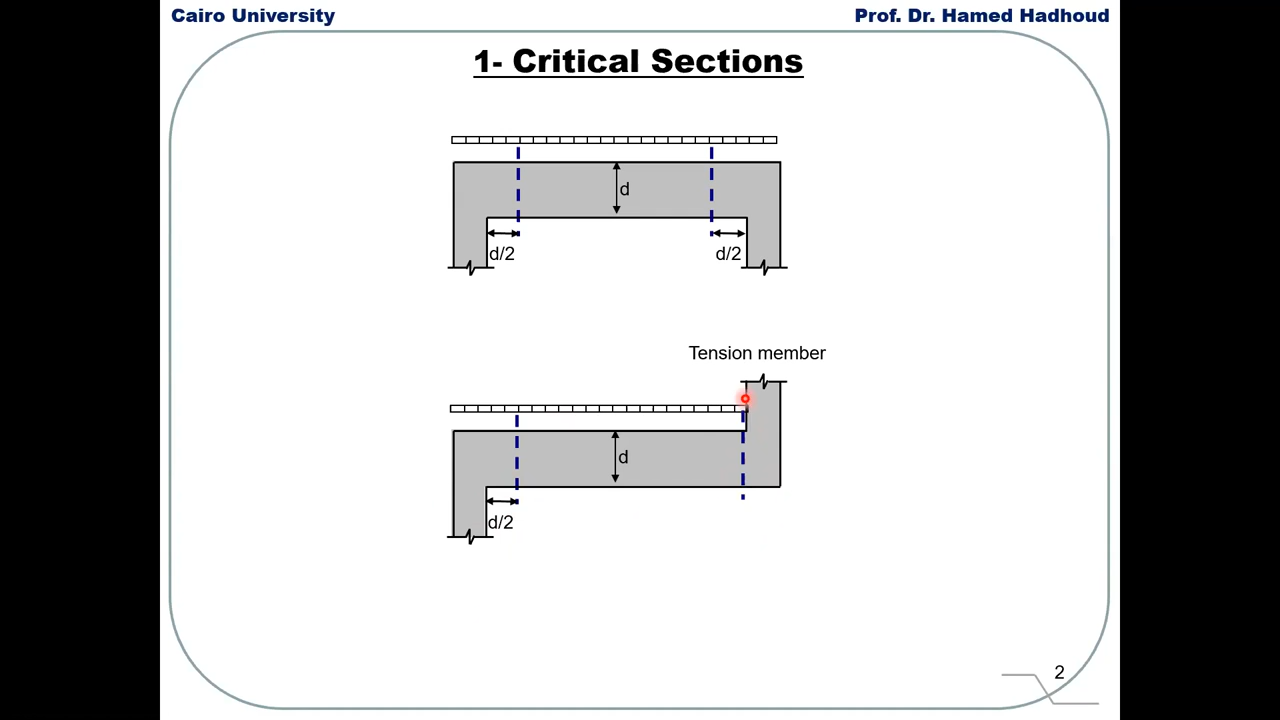 Cairo University
Prof. Dr. Hamed Hadhoud
1- Critical Sections
d
d/2
d/2
Tension member
d
d/2
2